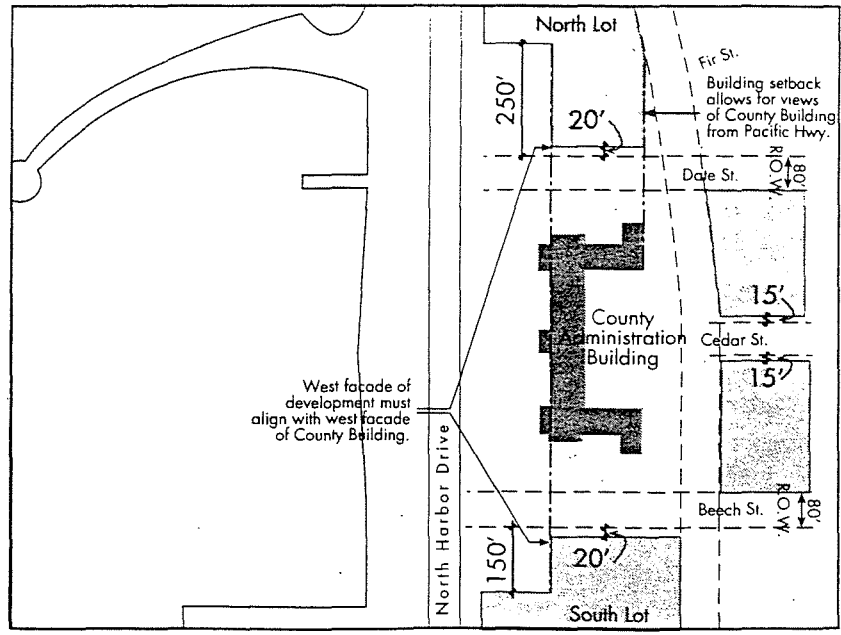 North Lot
Fir St.
Building setback
allows for views
of County Building
from Pacific Hwy.
250'
20'
R.O.W.
80'
Date St.
15'
County
Administration
Building
Cedar St.
15'
West facade of
development must
align with west facade
of County Building.
North Harbor Drive
Beech St.
R.O.W.
80'
150'
20'
South Lot